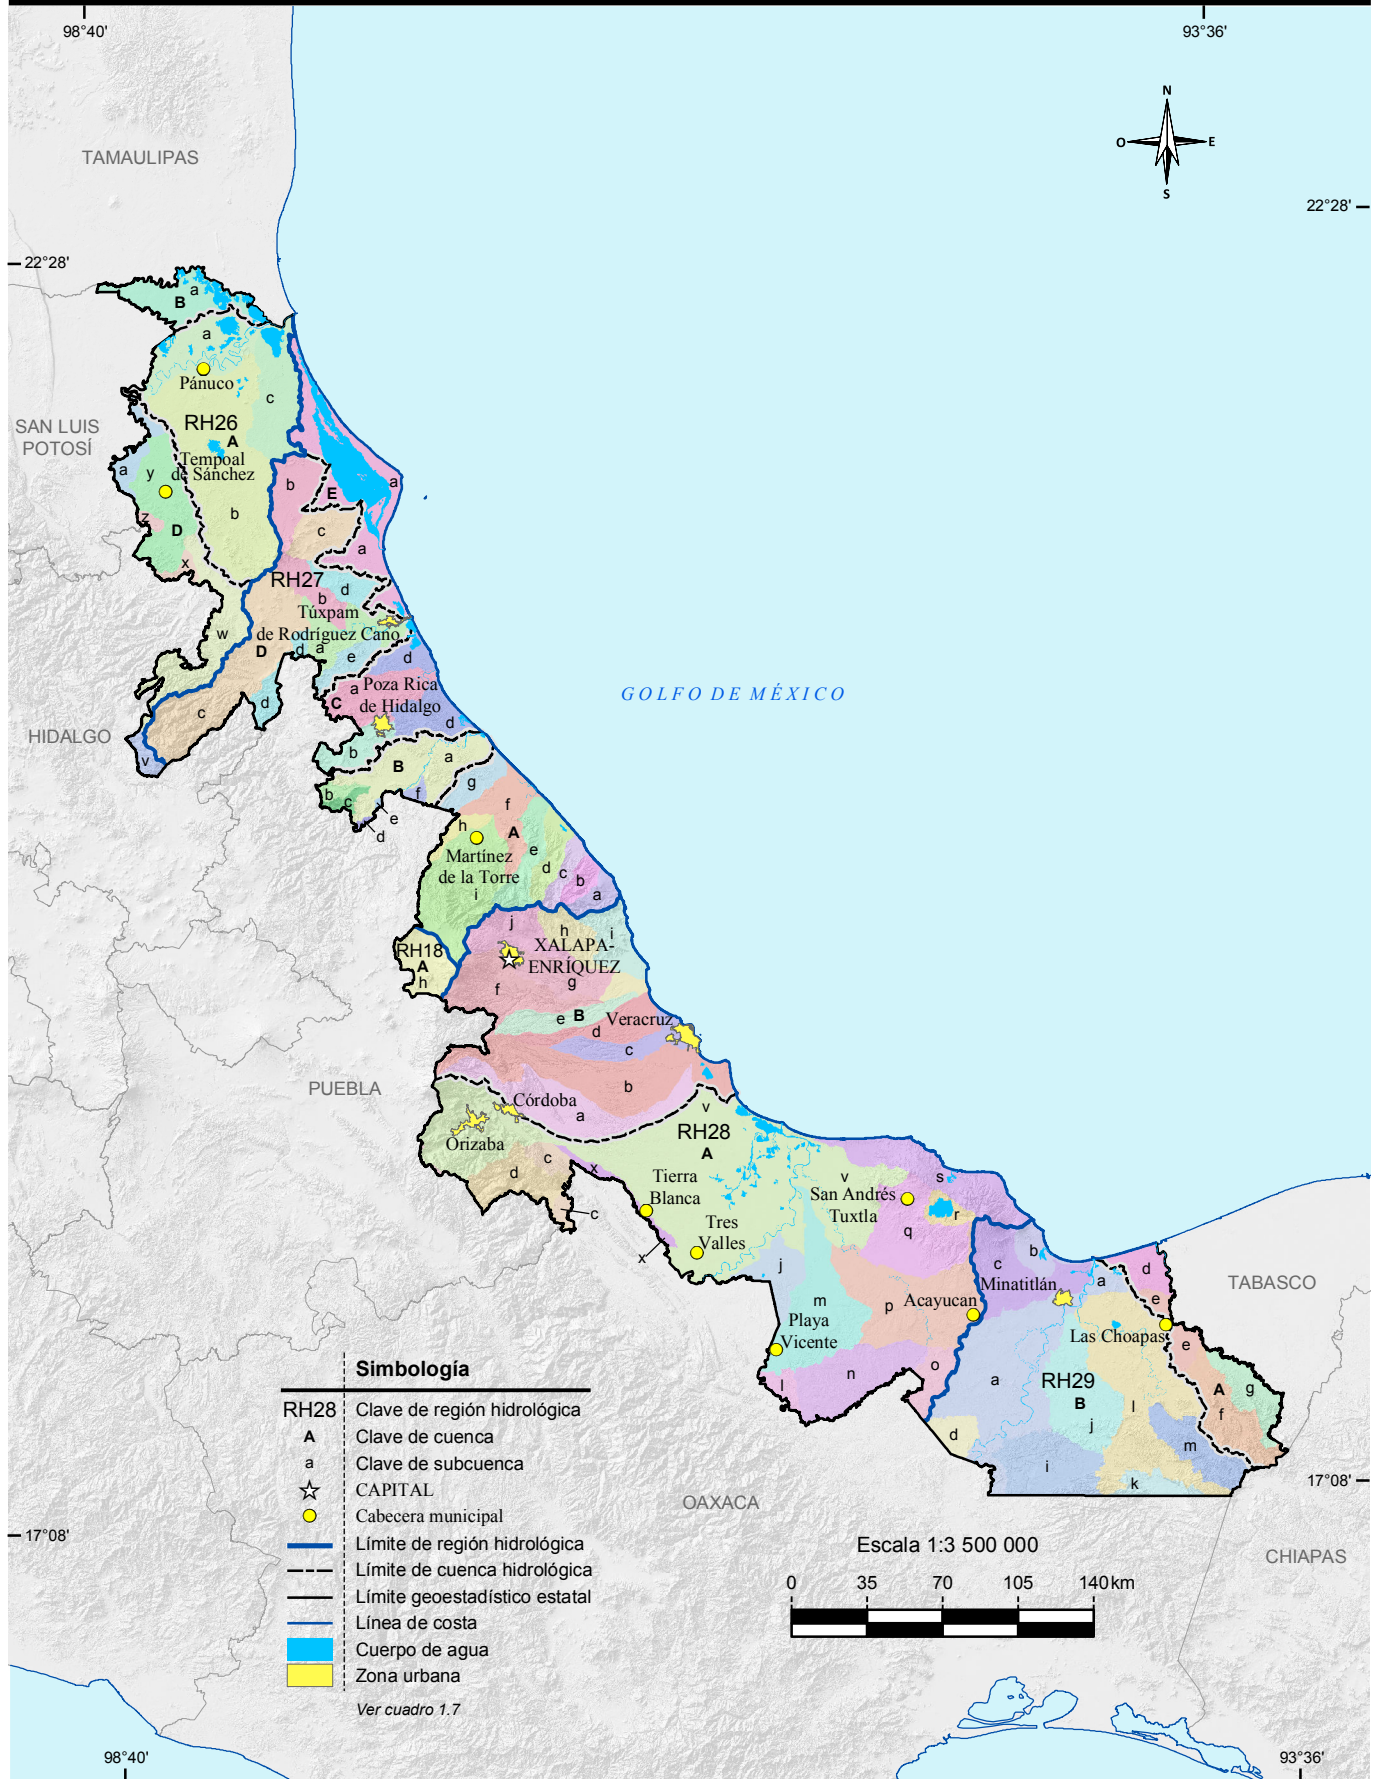 98°40'
93°36'
N
O
E
S
TAMAULIPAS
22°28'
22°28'
a
B
a
Pánuco
c
SAN LUIS
POTOSÍ
RH26
A
Tempoal
de Sánchez
a
y
b
E
a
z
D
b
c
a
x
RH27
d
b
Túxpam
de Rodríguez Cano
w
D
d
a
e
d
GOLFO DE MÉXICO
a
Poza Rica
de Hidalgo
C
d
c
d
HIDALGO
v
b
B
a
g
b
c
f
e
d
f
h
A
Martínez
de la Torre
e
d
c
b
a
i
j
h
i
RH18
A
h
XALAPA-
ENRÍQUEZ
f
g
e
B
Veracruz
d
c
PUEBLA
b
Córdoba
a
v
RH28
A
Orizaba
c
d
x
Tierra
Blanca
c
v
San Andrés
Tuxtla
s
r
q
Tres
Valles
x
j
c
b
Minatitlán
a
d
e
TABASCO
m
p
Acayucan
Playa
Vicente
Las Choapas
e
l
n
o
a
RH29
B
j
l
A
g
f
m
d
i
k
Simbología
RH28
Clave de región hidrológica
A
Clave de cuenca
a
Clave de subcuenca
CAPITAL
Cabecera municipal
Límite de región hidrológica
Límite de cuenca hidrológica
Límite geoestadístico estatal
Línea de costa
Cuerpo de agua
Zona urbana
Ver cuadro 1.7
17°08'
17°08'
OAXACA
CHIAPAS
Escala 1:3 500 000
0
35
70
105
140 km
98°40'
93°36'